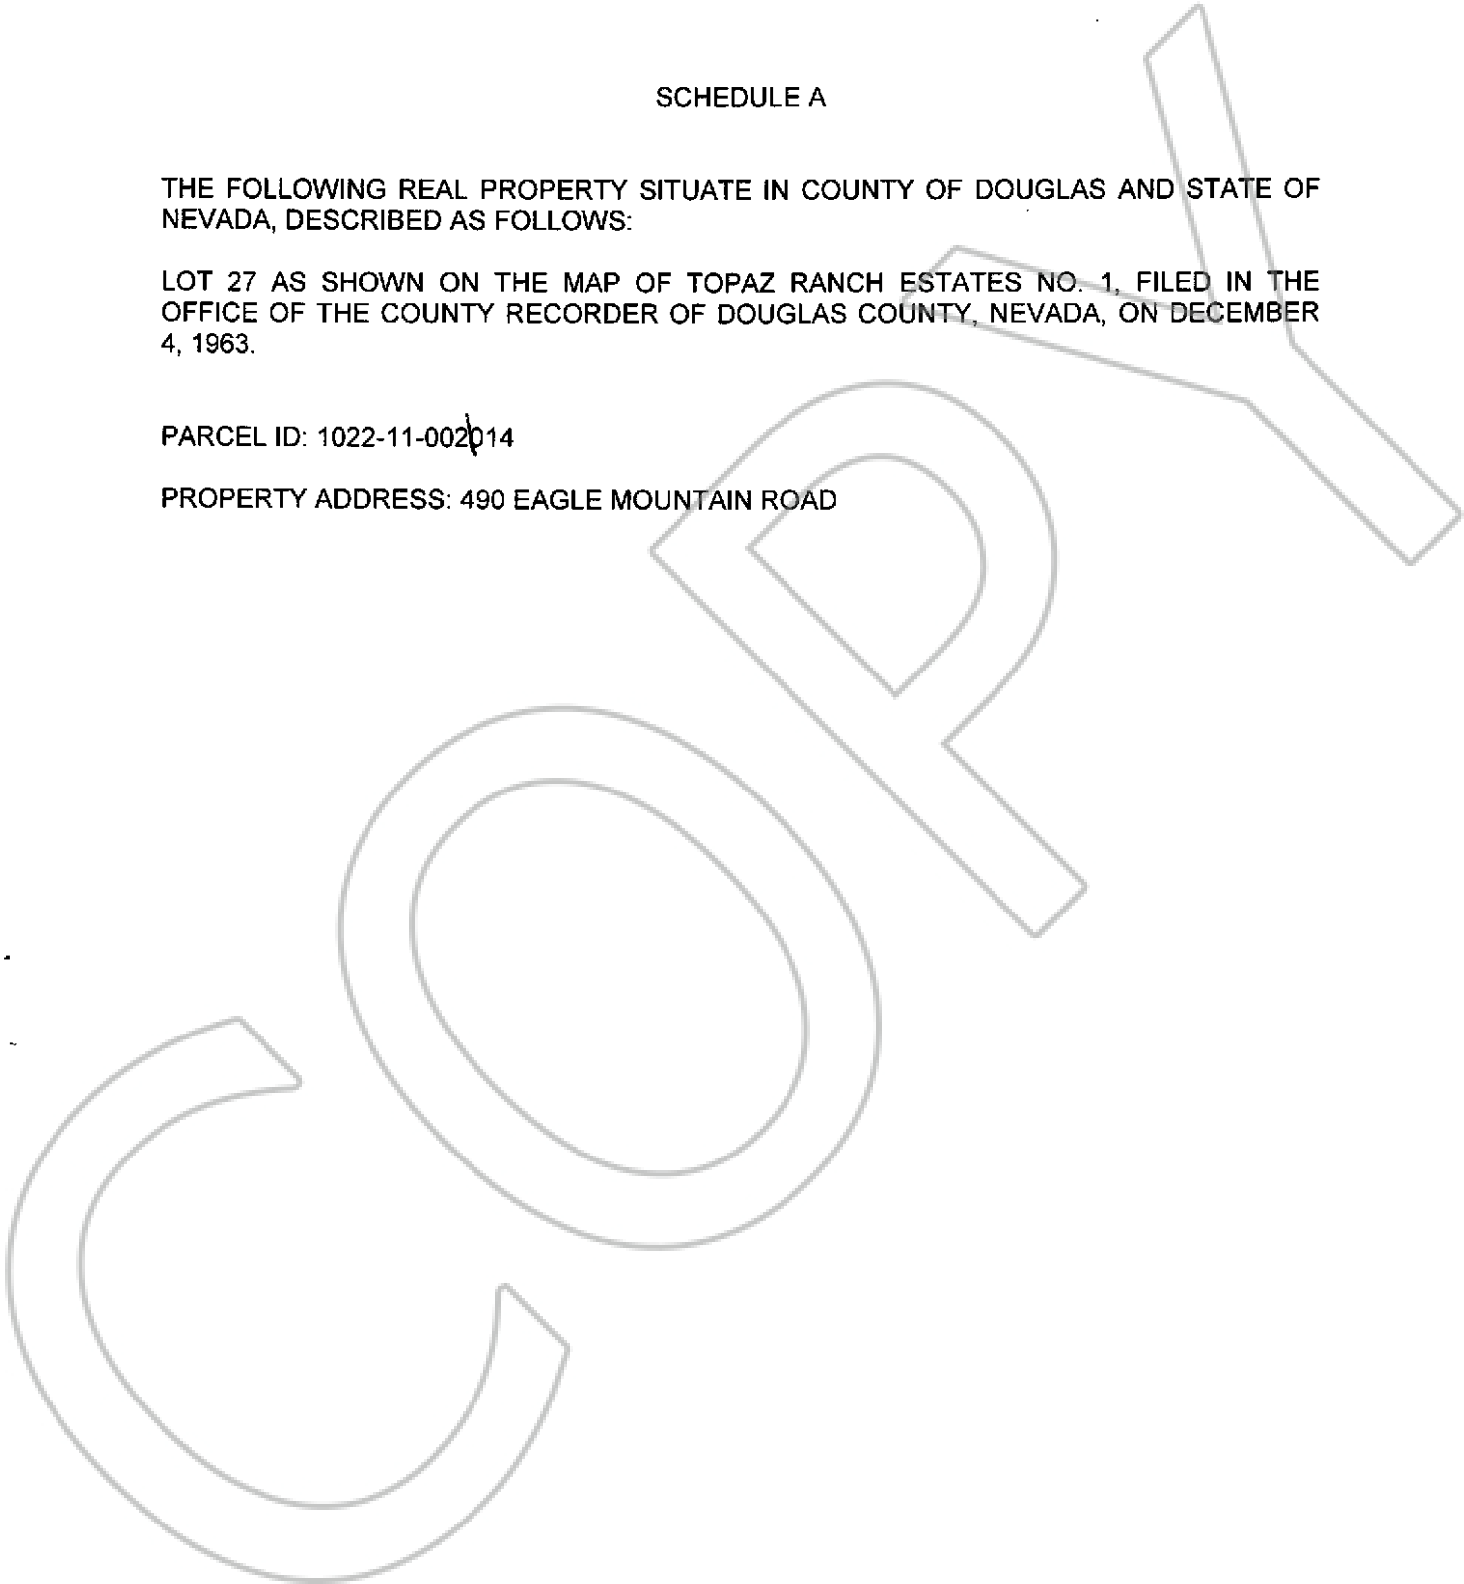 SCHEDULE A
THE FOLLOWING REAL PROPERTY SITUATE IN COUNTY OF DOUGLAS AND STATE OF
NEVADA, DESCRIBED AS FOLLOWS:
LOT 27 AS SHOWN ON THE MAP OF TOPAZ RANCH ESTATES NO. 1, FILED IN THE
OFFICE OF THE COUNTY RECORDER OF DOUGLAS COUNTY, NEVADA, ON DECEMBER
4, 1963.
PARCEL ID: 1022-11-002014
PROPERTY ADDRESS: 490 EAGLE MOUNTAIN ROAD
COPY